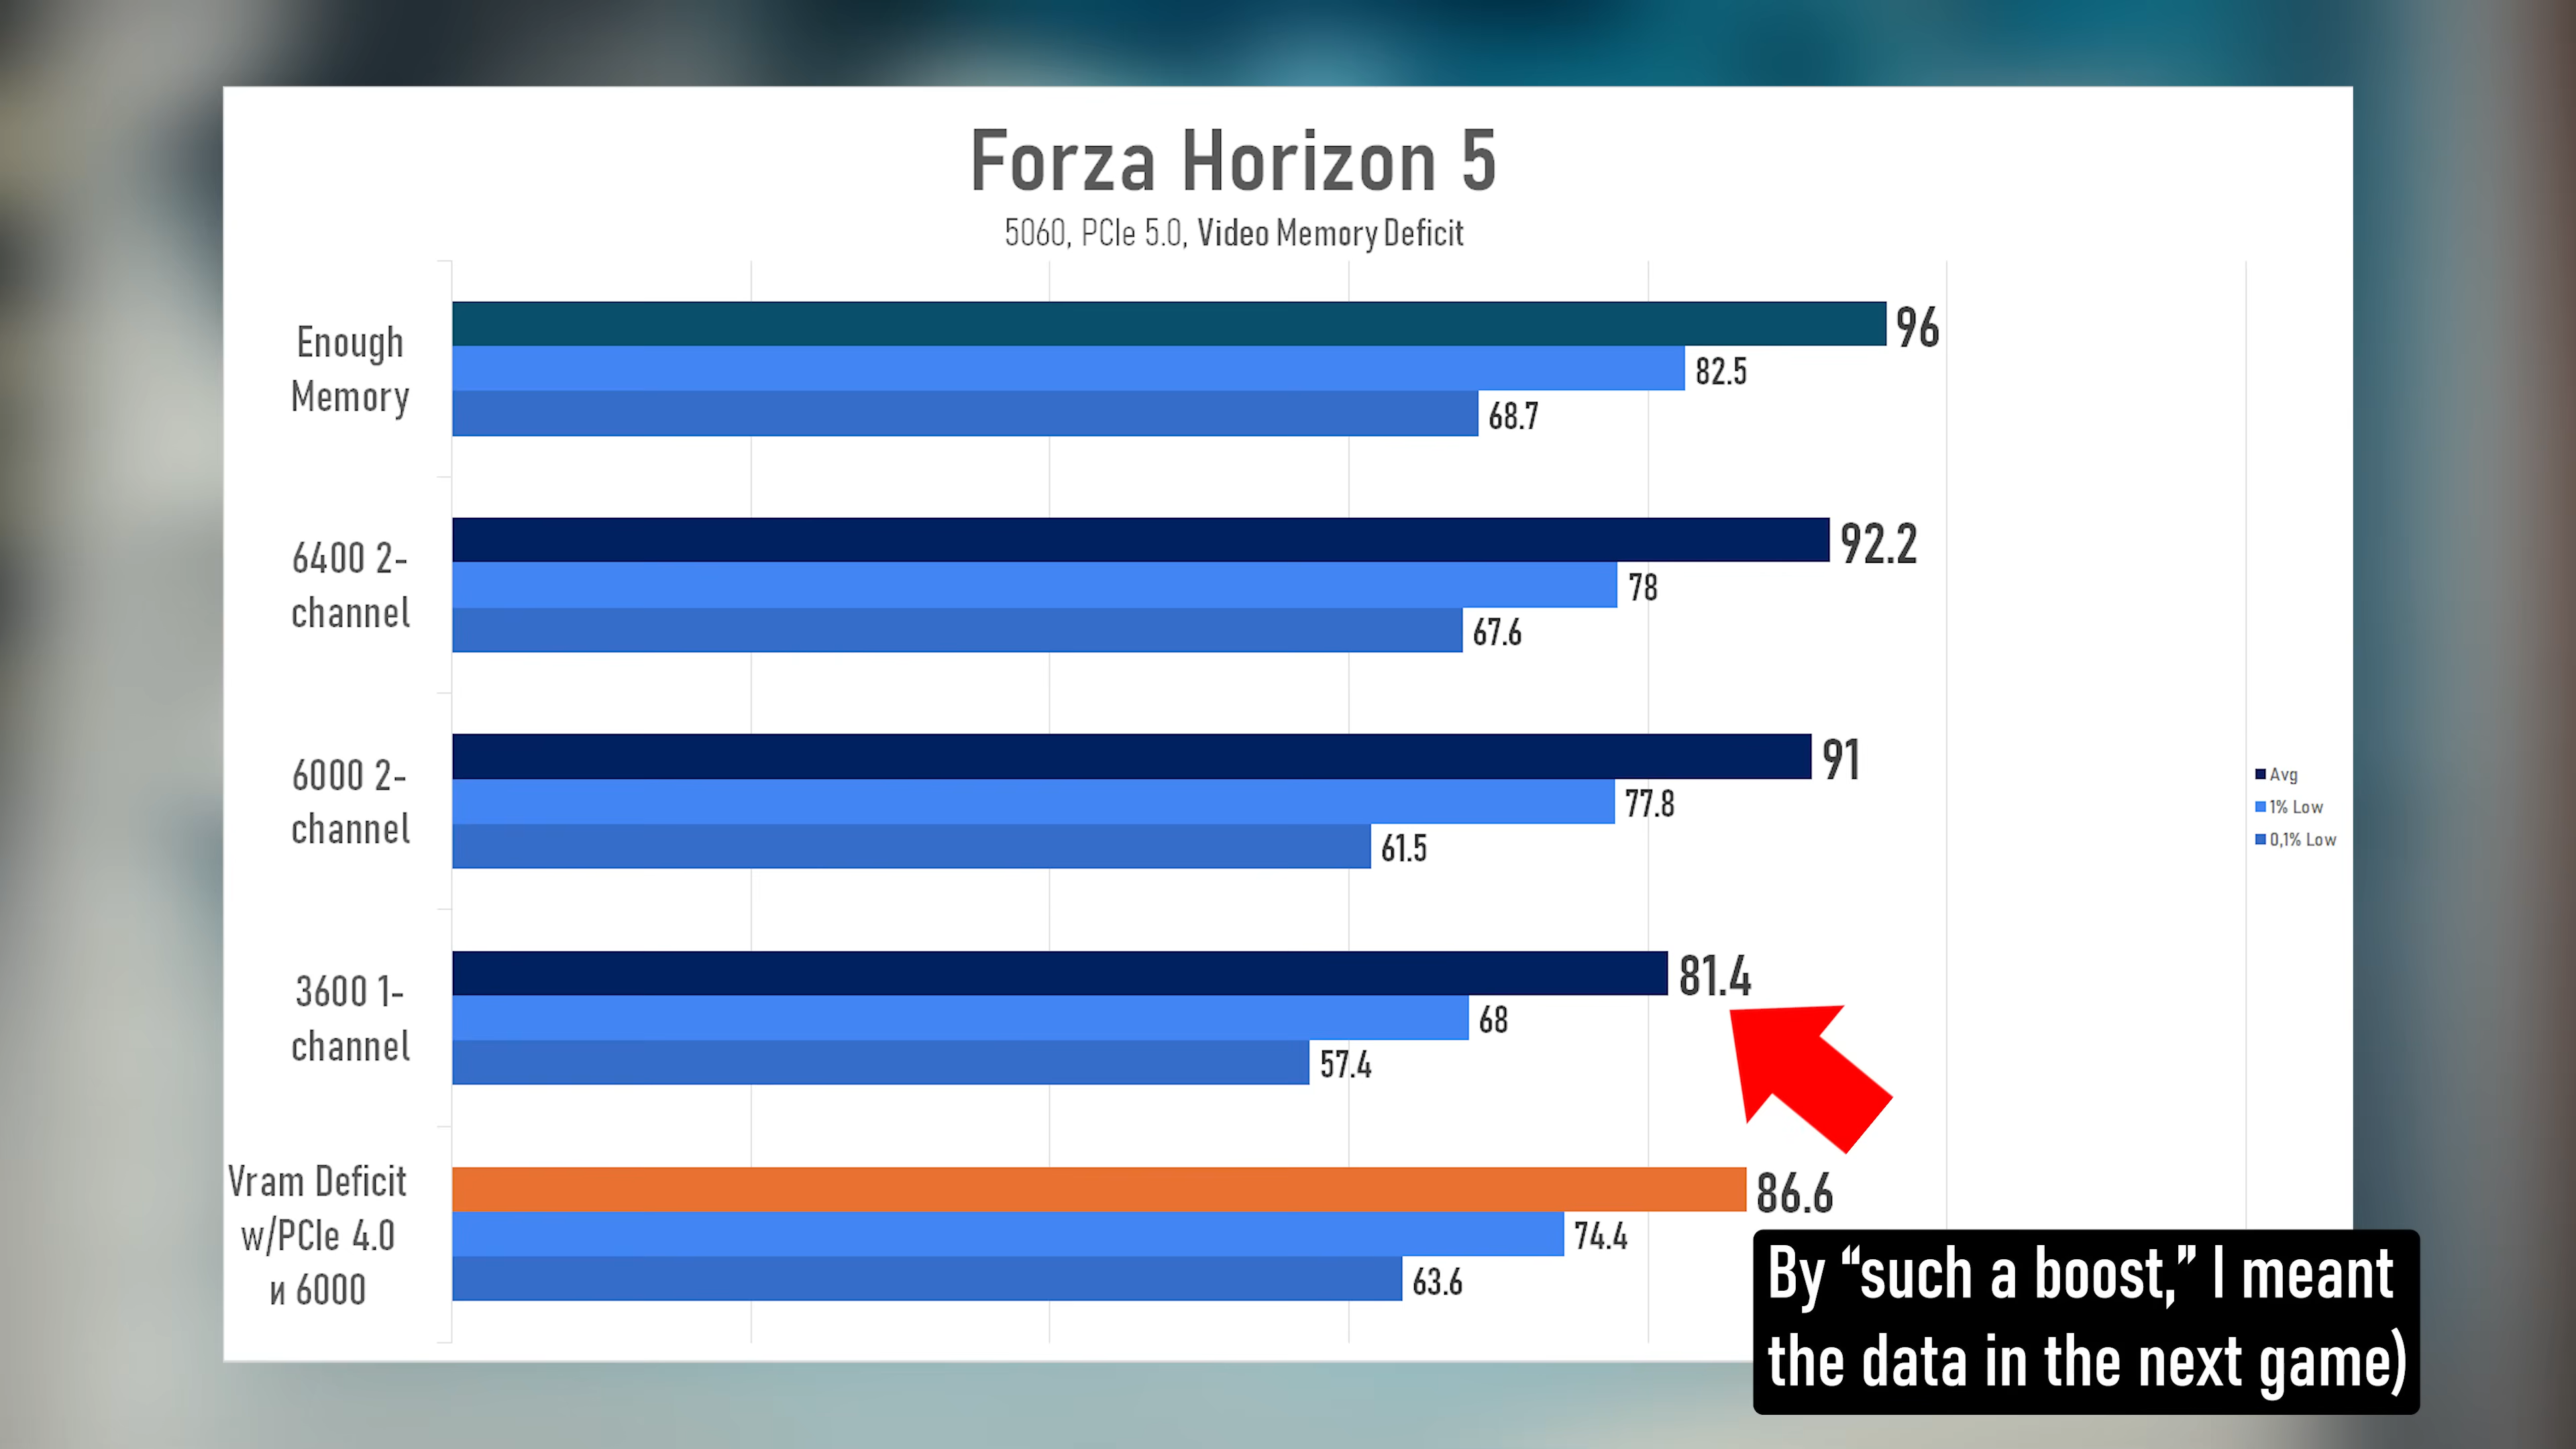 Forza Horizon 5
5060, PCIe 5.0, Video Memory Deficit
Enough
Memory
96
82.5
68.7
6400 2-
channel
92.2
78
67.6
6000 2-
channel
91
77.8
61.5
3600 1-
channel
81.4
68
57.4
Vram Deficit
w/PCIe 4.0
и 6000
86.6
74.4
63.6
Avg
1% Low
0,1% Low
By “such a boost,” I meant
the data in the next game)